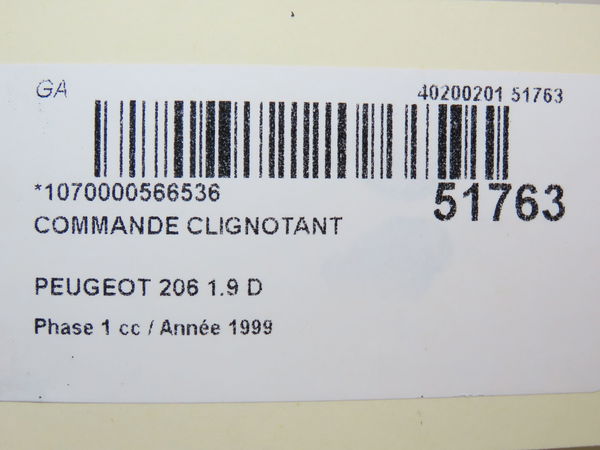 GA
40200201 51763
*1070000566536
51763
COMMANDE CLIGNOTANT
PEUGEOT 206 1.9 D
Phase 1 cc / Année 1999